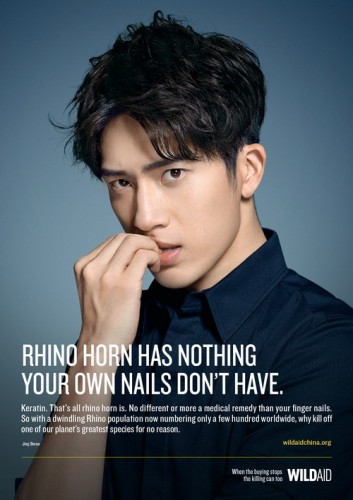 RHINO HORN HAS NOTHING
YOUR OWN NAILS DON'T HAVE.
Keratin. That's all rhino horn is. No different or more a medical remedy than your finger nails.
So with a dwindling Rhino population now numbering only a few hundred worldwide, why kill off
one of our planet's greatest species for no reason.
Jing Boran
wildaidchina.org
When the buying stops
the killing can too
WILDAID